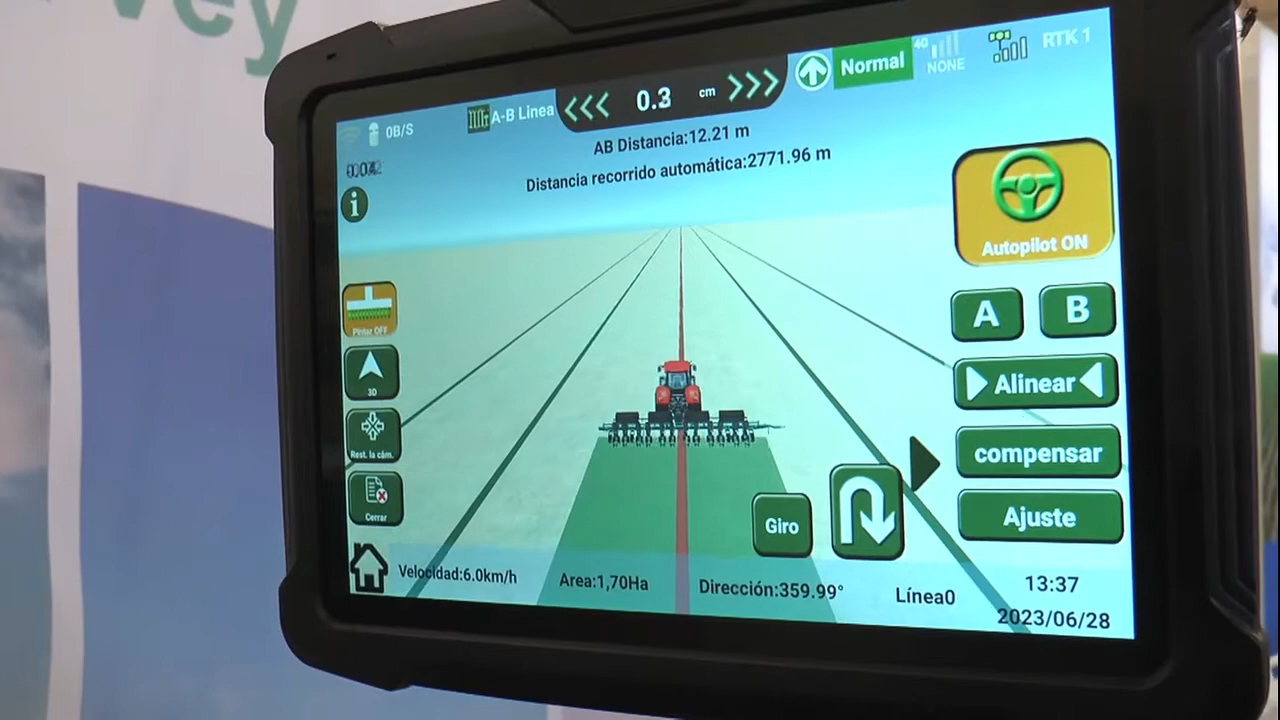 vey
0B/S
A-B Linea
0.3 cm
Normal
4G
NONE
RTK 1
AB Distancia:12.21 m
Distancia recorrido automática:2771.96 m
Autopilot ON
A
B
Pintar OFF
3D
Alinear
Rest. la cám.
compensar
Cerrar
Giro
Ajuste
Velocidad:6.0km/h
Area:1,70Ha
Dirección:359.99°
Línea0
13:37
2023/06/28